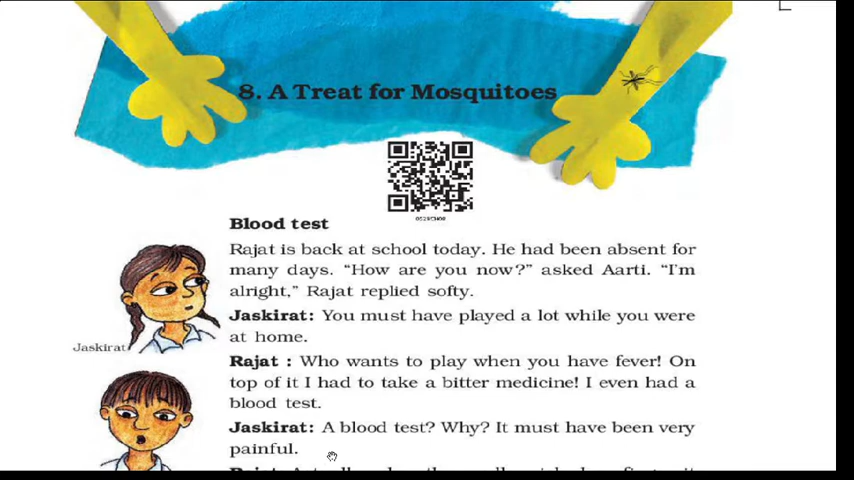 8. A Treat for Mosquitoes
Blood test
Rajat is back at school today. He had been absent for
many days. “How are you now?” asked Aarti. “I’m
alright,” Rajat replied softy.
Jaskirat: You must have played a lot while you were
at home.
Jaskirat
Rajat : Who wants to play when you have fever! On
top of it I had to take a bitter medicine! I even had a
blood test.
Jaskirat: A blood test? Why? It must have been very
painful.